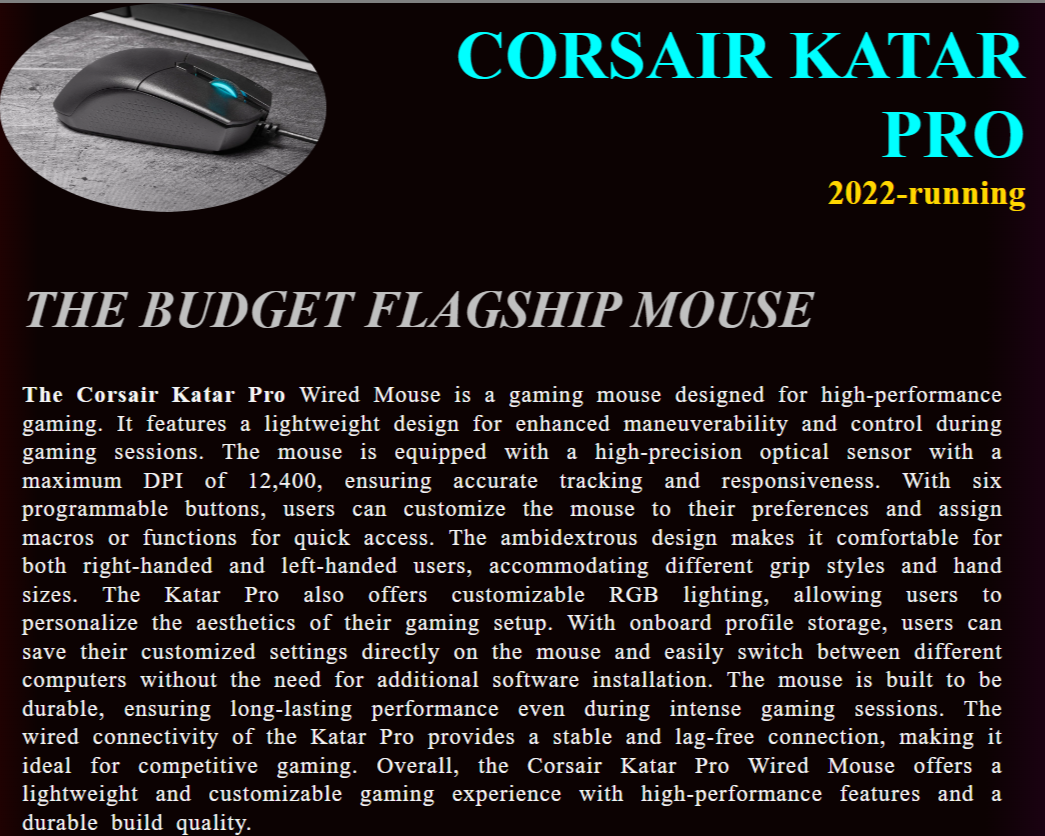 CORSAIR KATAR
PRO
2022-running
THE BUDGET FLAGSHIP MOUSE
The Corsair Katar Pro Wired Mouse is a gaming mouse designed for high-performance
gaming. It features a lightweight design for enhanced maneuverability and control during
gaming sessions. The mouse is equipped with a high-precision optical sensor with a
maximum DPI of 12,400, ensuring accurate tracking and responsiveness. With six
programmable buttons, users can customize the mouse to their preferences and assign
macros or functions for quick access. The ambidextrous design makes it comfortable for
both right-handed and left-handed users, accommodating different grip styles and hand
sizes. The Katar Pro also offers customizable RGB lighting, allowing users to
personalize the aesthetics of their gaming setup. With onboard profile storage, users can
save their customized settings directly on the mouse and easily switch between different
computers without the need for additional software installation. The mouse is built to be
durable, ensuring long-lasting performance even during intense gaming sessions. The
wired connectivity of the Katar Pro provides a stable and lag-free connection, making it
ideal for competitive gaming. Overall, the Corsair Katar Pro Wired Mouse offers a
lightweight and customizable gaming experience with high-performance features and a
durable build quality.